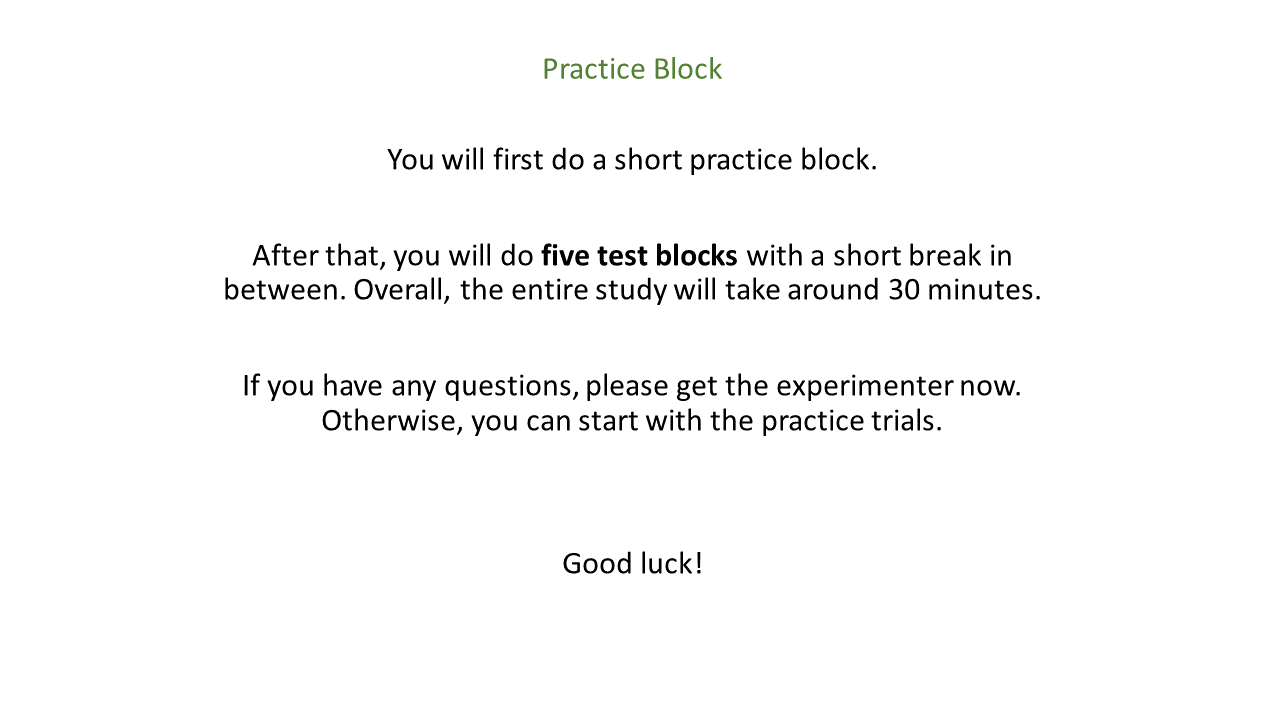 Practice Block
You will first do a short practice block.
After that, you will do five test blocks with a short break in
between. Overall, the entire study will take around 30 minutes.
If you have any questions, please get the experimenter now.
Otherwise, you can start with the practice trials.
Good luck!